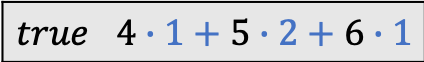 true 4 · 1 + 5 · 2 + 6 · 1